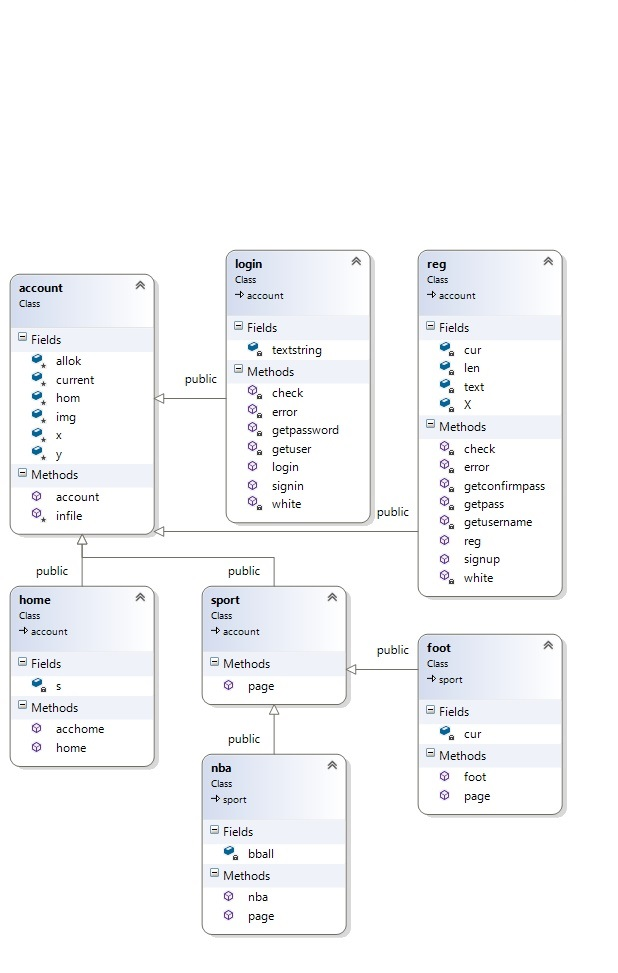 account
Class
Fields
allok
current
hom
img
x
y
Methods
account
infile
public
login
Class
account
Fields
textstring
Methods
check
error
getpassword
getuser
login
signin
white
public
reg
Class
account
Fields
cur
len
text
X
Methods
check
error
getconfirmpass
getpass
getusername
reg
signup
white
public
home
Class
account
Fields
s
Methods
acchome
home
public
sport
Class
account
Methods
page
public
foot
Class
sport
Fields
cur
Methods
foot
page
public
nba
Class
sport
Fields
bball
Methods
nba
page